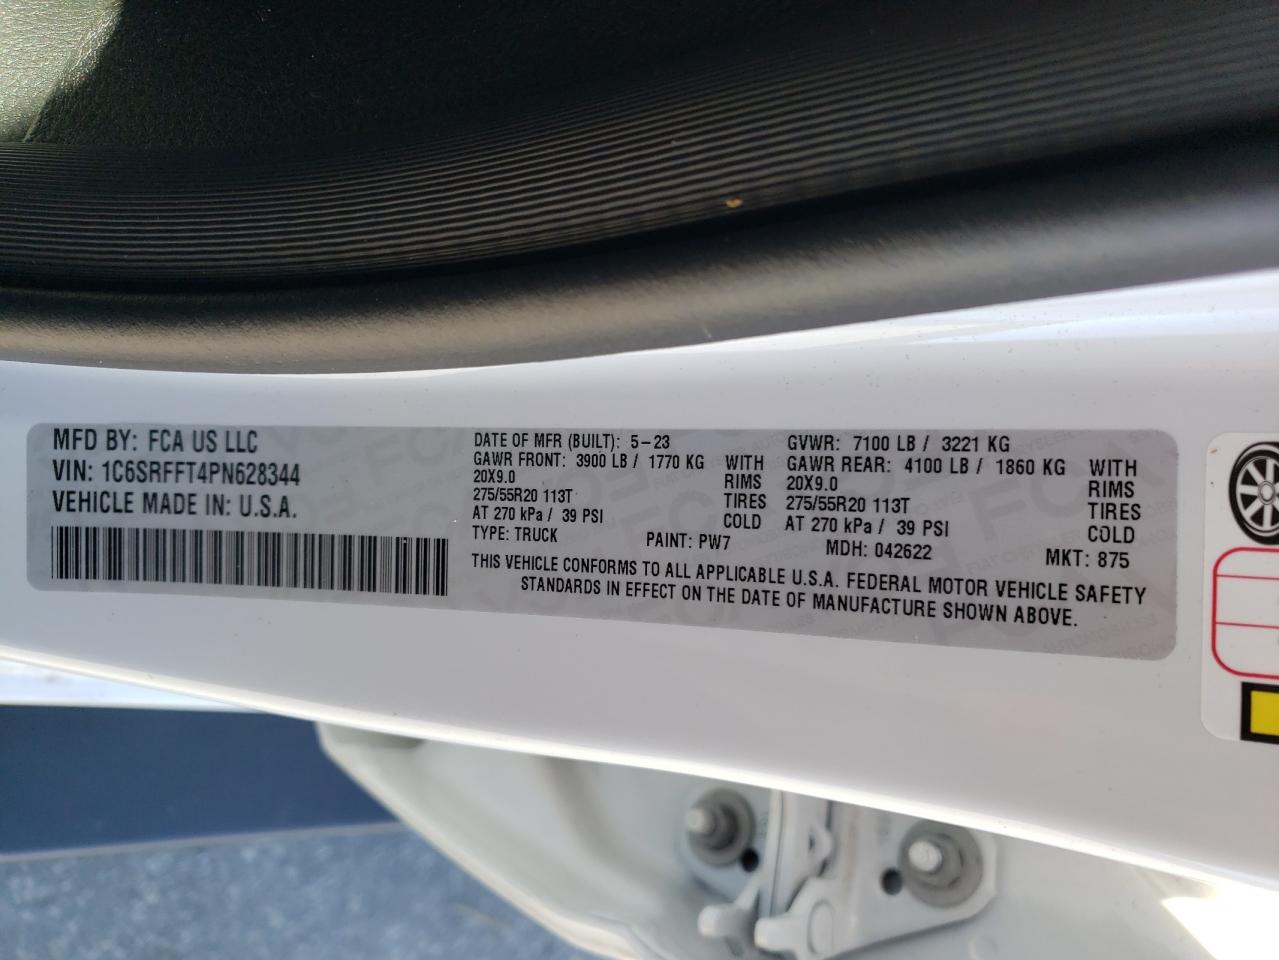 MFD BY: FCA US LLC
VIN: 1C6SRFFT4PN628344
VEHICLE MADE IN: U.S.A.
DATE OF MFR (BUILT): 5-23
GAWR FRONT: 3900 LB / 1770 KG WITH
20X9.0 RIMS
275/55R20 113T TIRES
AT 270 kPa / 39 PSI COLD
GVWR: 7100 LB / 3221 KG
GAWR REAR: 4100 LB / 1860 KG WITH
20X9.0 RIMS
275/55R20 113T TIRES
AT 270 kPa / 39 PSI COLD
TYPE: TRUCK PAINT: PW7 MDH: 042622 MKT: 875
THIS VEHICLE CONFORMS TO ALL APPLICABLE U.S.A. FEDERAL MOTOR VEHICLE SAFETY
STANDARDS IN EFFECT ON THE DATE OF MANUFACTURE SHOWN ABOVE.